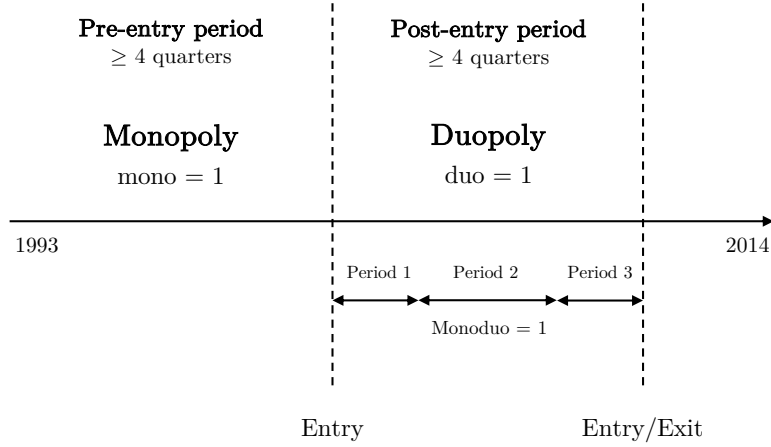 Pre-entry period
≥ 4 quarters
Post-entry period
≥ 4 quarters
Monopoly
mono = 1
Duopoly
duo = 1
1993
2014
Period 1
Period 2
Period 3
Monoduo = 1
Entry
Entry/Exit